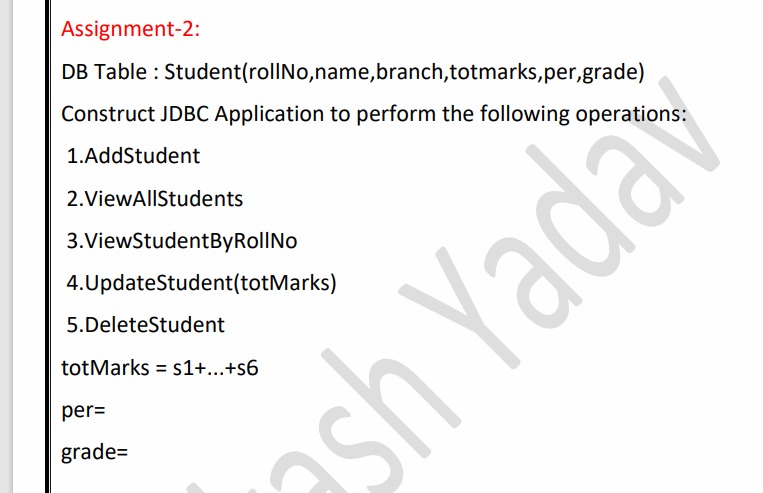 Assignment-2:
DB Table : Student(rollNo,name,branch,totmarks,per,grade)
Construct JDBC Application to perform the following operations:
1.AddStudent
2.ViewAllStudents
3.ViewStudentByRollNo
4.UpdateStudent(totMarks)
5.DeleteStudent
totMarks = s1+...+s6
per=
grade=
Yadav